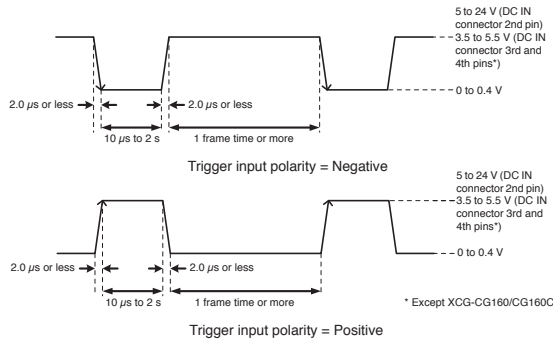 5 to 24 V (DC IN
connector 2nd pin)
3.5 to 5.5 V (DC IN
connector 3rd and
4th pins*)
0 to 0.4 V
2.0 µs or less
2.0 µs or less
10 µs to 2 s
1 frame time or more
Trigger input polarity = Negative
5 to 24 V (DC IN
connector 2nd pin)
3.5 to 5.5 V (DC IN
connector 3rd and
4th pins*)
0 to 0.4 V
2.0 µs or less
2.0 µs or less
10 µs to 2 s
1 frame time or more
* Except XCG-CG160/CG160C
Trigger input polarity = Positive